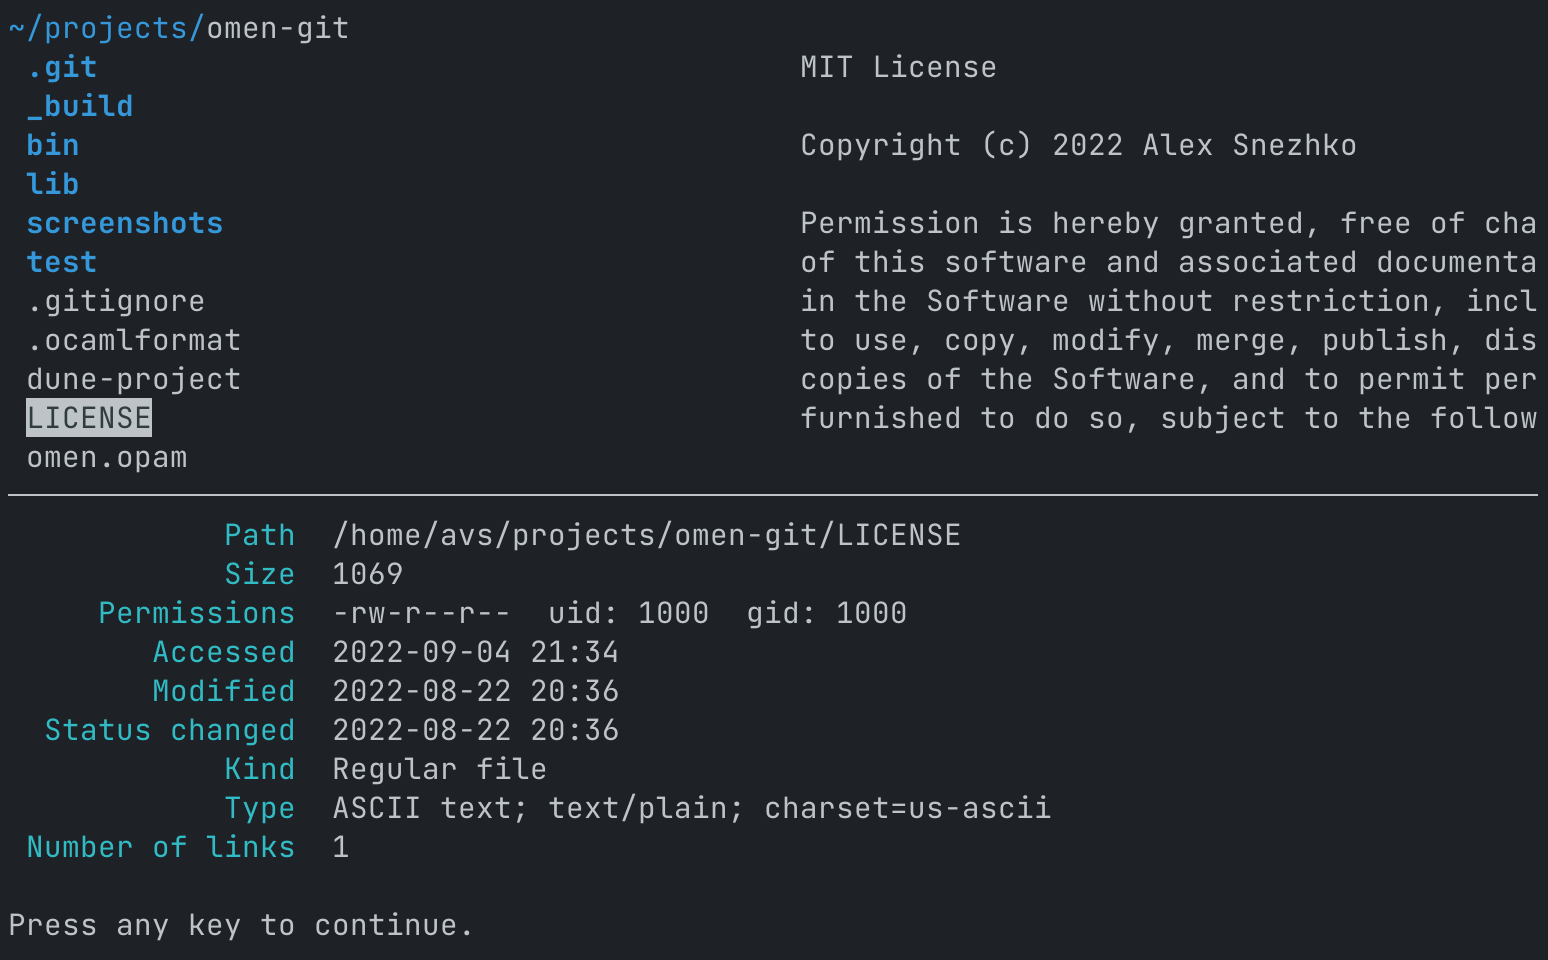 ~/projects/omen-git
.git
_build
bin
lib
screenshots
test
.gitignore
.ocamlformat
dune-project
LICENSE
omen.opam
MIT License
Copyright (c) 2022 Alex Snezhko
Permission is hereby granted, free of cha
of this software and associated documenta
in the Software without restriction, incl
to use, copy, modify, merge, publish, dis
copies of the Software, and to permit per
furnished to do so, subject to the follow
Path /home/avs/projects/omen-git/LICENSE
Size 1069
Permissions -rw-r--r-- uid: 1000 gid: 1000
Accessed 2022-09-04 21:34
Modified 2022-08-22 20:36
Status changed 2022-08-22 20:36
Kind Regular file
Type ASCII text; text/plain; charset=us-ascii
Number of links 1
Press any key to continue.